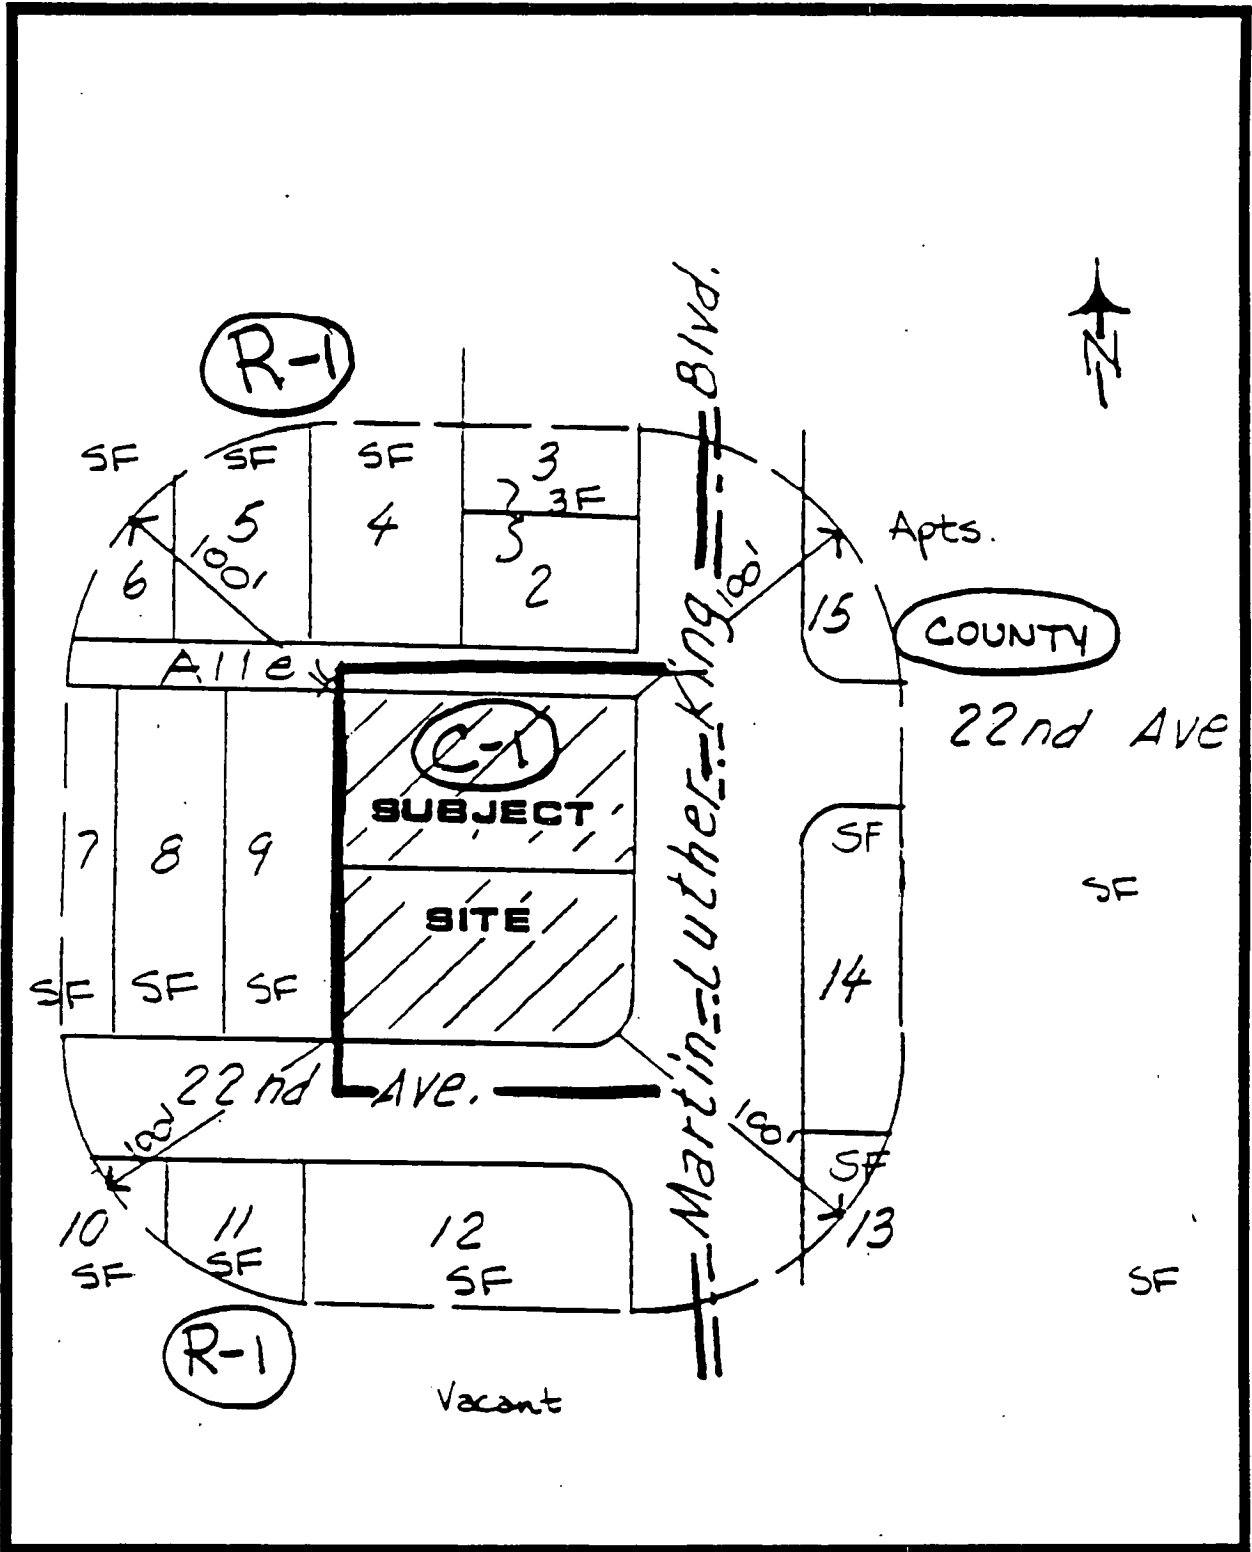 Blvd.
N
R-1
SF
SF
SF
3
3F
5
4
2
6
100'
Apts.
100'
15
COUNTY
Alley
22nd Ave
C-1
SUBJECT
SF
7
8
9
SF
SITE
14
SF
SF
SF
Martin Luther King
22nd Ave.
100'
100'
SF
10
11
12
13
SF
SF
SF
SF
R-1
Vacant